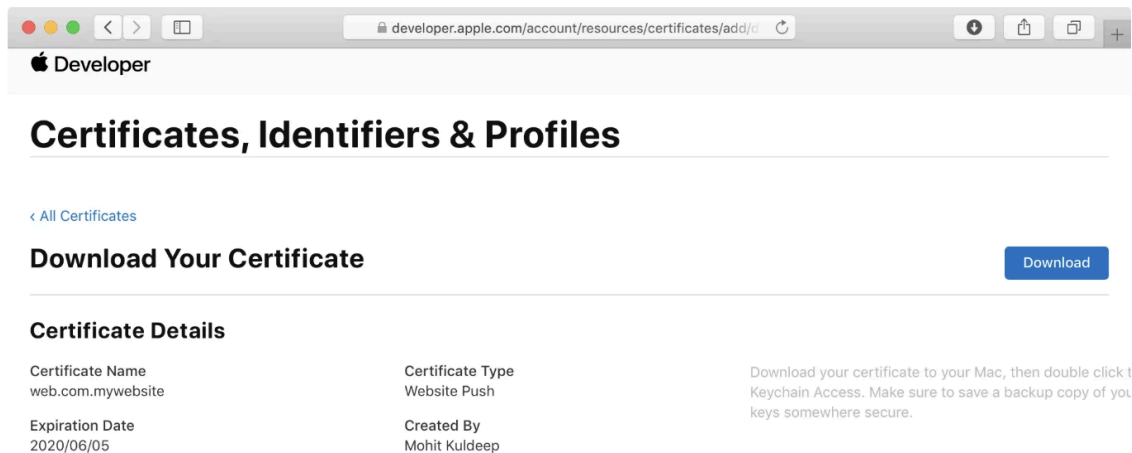 developer.apple.com/account/resources/certificates/add/d
Developer
Certificates, Identifiers & Profiles
‹ All Certificates
Download Your Certificate
Download
Certificate Details
Certificate Name
web.com.mywebsite
Certificate Type
Website Push
Download your certificate to your Mac, then double click t
Keychain Access. Make sure to save a backup copy of you
keys somewhere secure.
Expiration Date
2020/06/05
Created By
Mohit Kuldeep